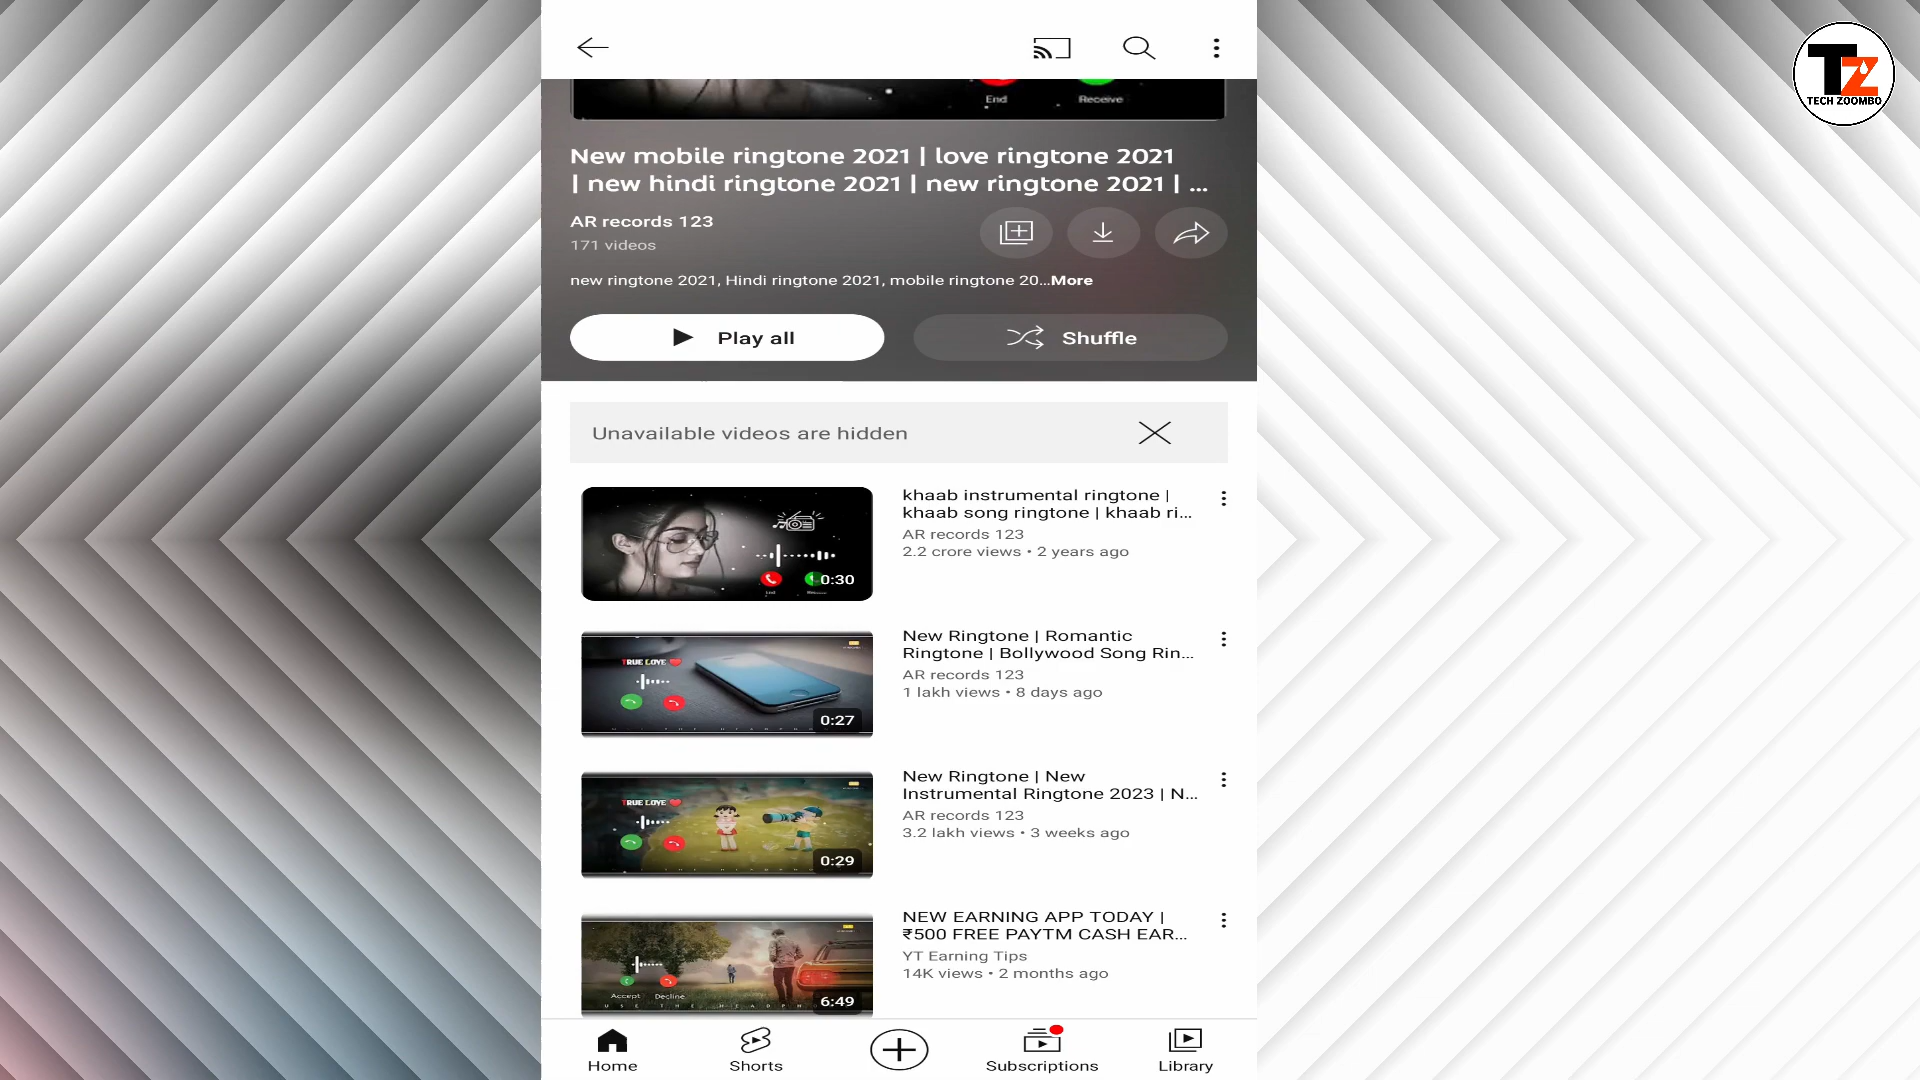 TZ
TECH ZOOMBO
End Receive
New mobile ringtone 2021 | love ringtone 2021
| new hindi ringtone 2021 | new ringtone 2021 | ...
AR records 123
171 videos
new ringtone 2021, Hindi ringtone 2021, mobile ringtone 20...More
Play all
Shuffle
Unavailable videos are hidden
0:30
khaab instrumental ringtone |
khaab song ringtone | khaab ri...
AR records 123
2.2 crore views • 2 years ago
TRUE LOVE
0:27
New Ringtone | Romantic
Ringtone | Bollywood Song Rin...
AR records 123
1 lakh views • 8 days ago
TRUE LOVE
0:29
New Ringtone | New
Instrumental Ringtone 2023 | N...
AR records 123
3.2 lakh views • 3 weeks ago
Accept Decline
6:49
NEW EARNING APP TODAY |
₹500 FREE PAYTM CASH EAR...
YT Earning Tips
14K views • 2 months ago
Home
Shorts
Subscriptions
Library